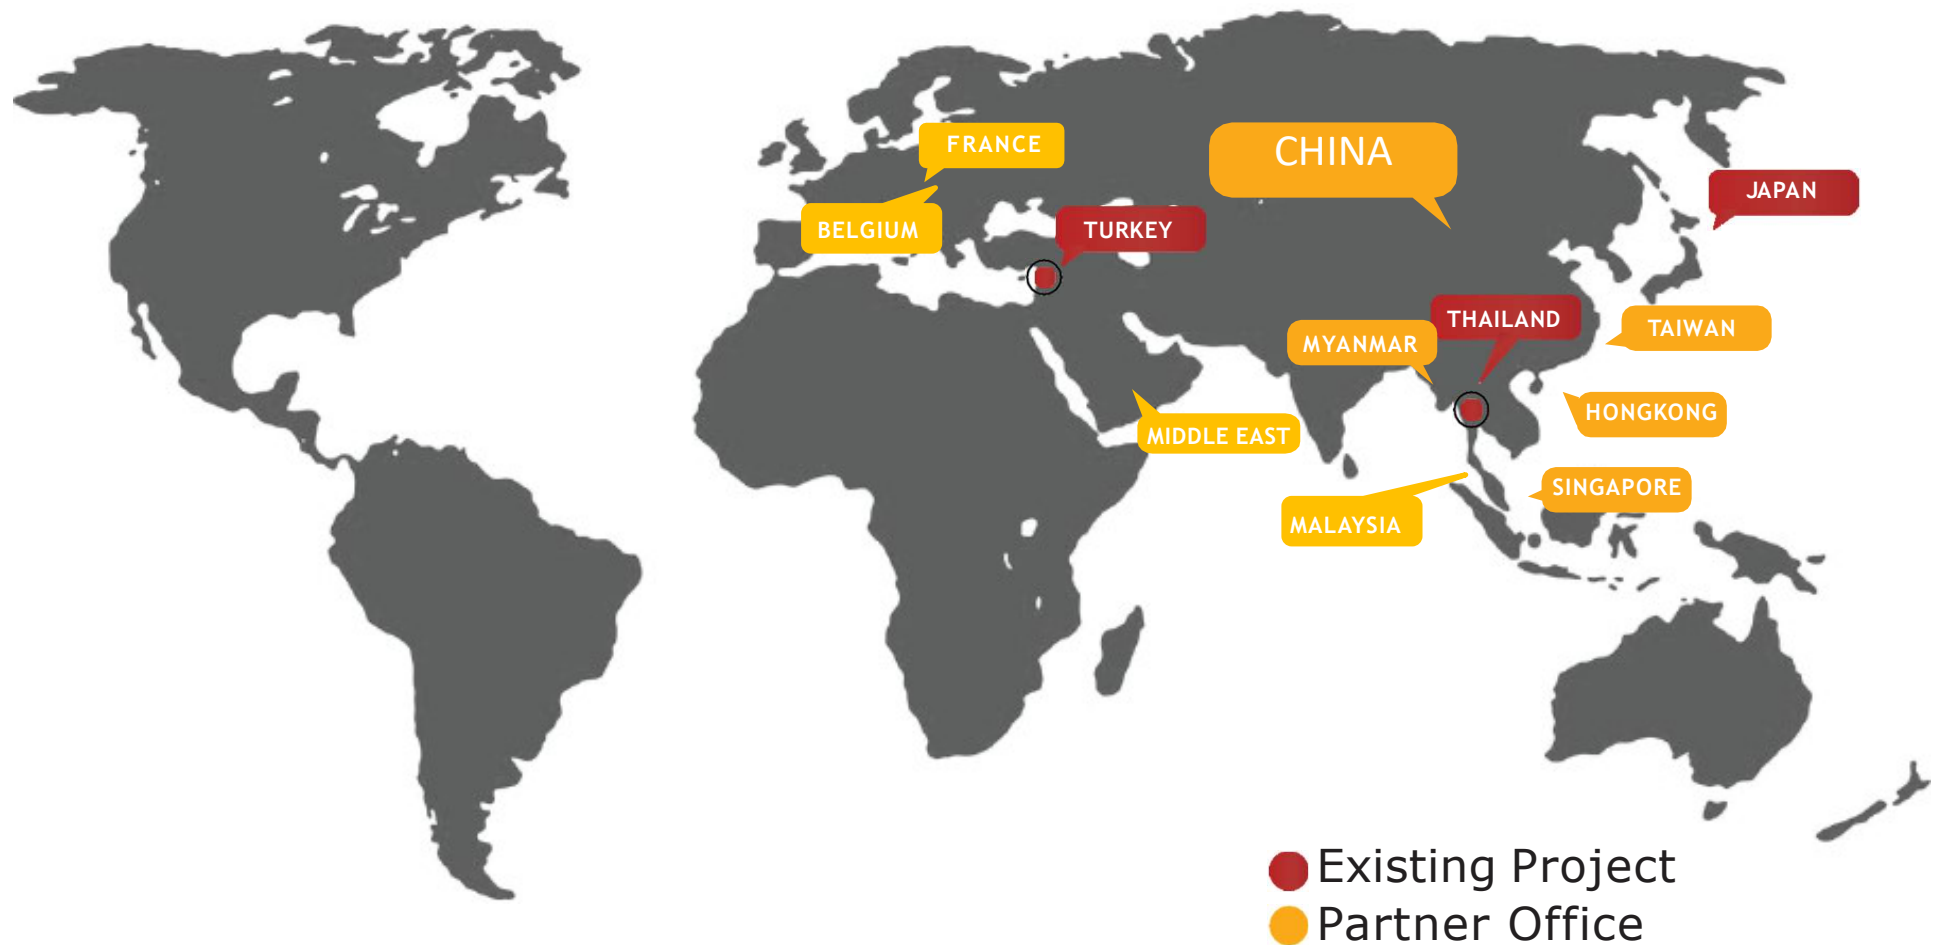 FRANCE
CHINA
JAPAN
BELGIUM
TURKEY
THAILAND
TAIWAN
MYANMAR
HONGKONG
MIDDLE EAST
SINGAPORE
MALAYSIA
Existing Project
Partner Office